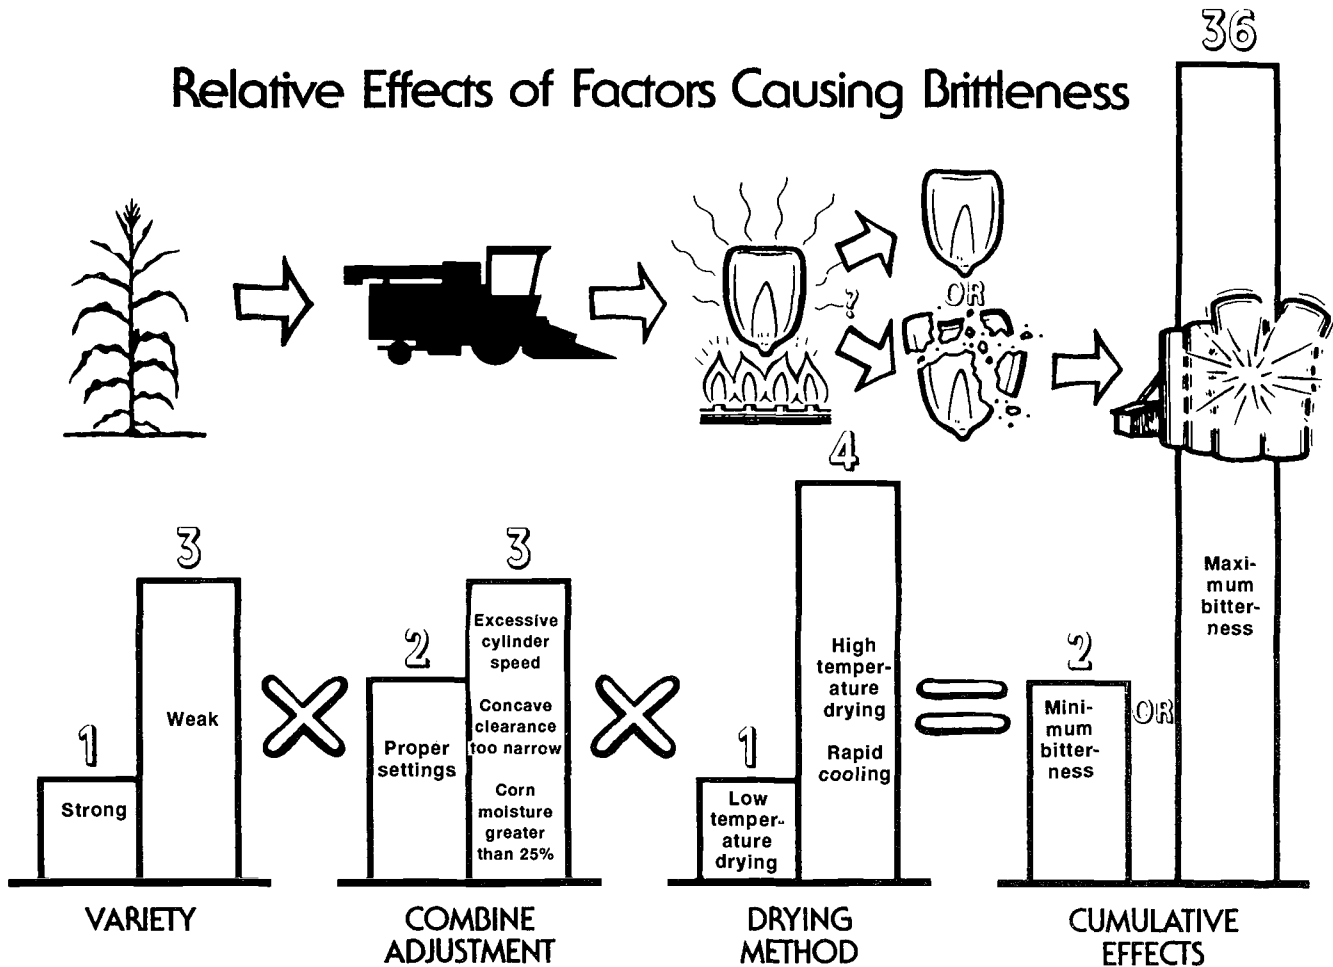 36
Relative Effects of Factors Causing Brittleness
?
OR
4
3
3
Excessive
cylinder
speed
Concave
clearance
too narrow
Corn
moisture
greater
than 25%
2
Proper
settings
1
Strong
Weak
High
temper-
ature
drying
Rapid
cooling
1
Low
temper-
ature
drying
2
Mini-
mum
bitter-
ness
OR
Maxi-
mum
bitter-
ness
VARIETY
COMBINE
ADJUSTMENT
DRYING
METHOD
CUMULATIVE
EFFECTS